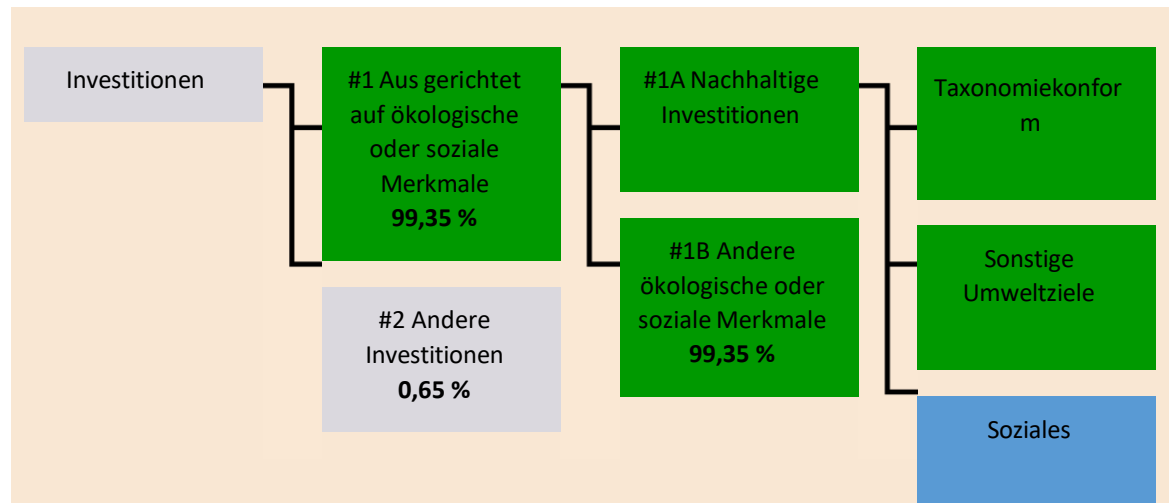 Investitionen
#1 Aus gerichtet
auf ökologische
oder soziale
Merkmale
99,35 %
#2 Andere
Investitionen
0,65 %
#1A Nachhaltige
Investitionen
#1B Andere
ökologische oder
soziale Merkmale
99,35 %
Taxonomiekonfor
m
Sonstige
Umweltziele
Soziales